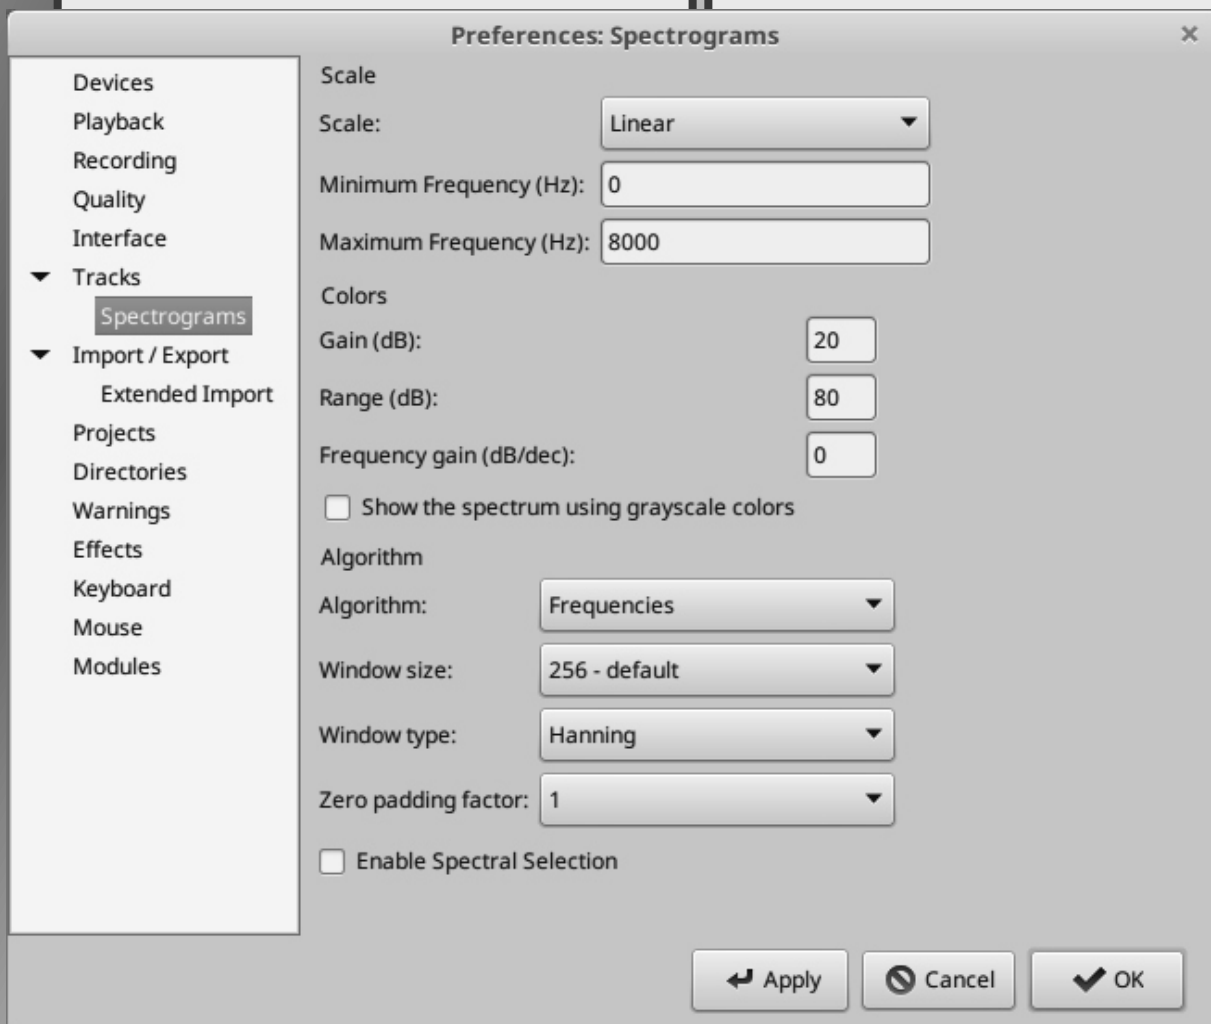 Preferences: Spectrograms
Devices
Playback
Recording
Quality
Interface
Tracks
Spectrograms
Import / Export
Extended Import
Projects
Directories
Warnings
Effects
Keyboard
Mouse
Modules
Scale
Scale: Linear
Minimum Frequency (Hz): 0
Maximum Frequency (Hz): 8000
Colors
Gain (dB): 20
Range (dB): 80
Frequency gain (dB/dec): 0
Show the spectrum using grayscale colors
Algorithm
Algorithm: Frequencies
Window size: 256 - default
Window type: Hanning
Zero padding factor: 1
Enable Spectral Selection
Apply Cancel OK